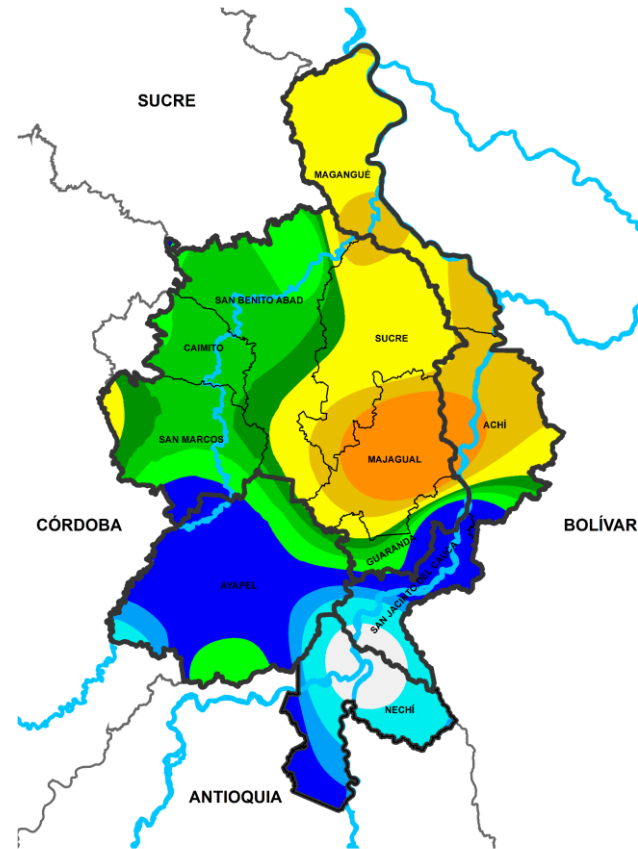 SUCRE
MAGANGUÉ
SAN BENITO ABAD
SUCRE
CAIMITO
ACHÍ
SAN MARCOS
MAJAGUAL
CÓRDOBA
BOLÍVAR
GUARANDA
AYAPEL
SAN JACINTO DEL CAUCA
NECHÍ
ANTIOQUIA